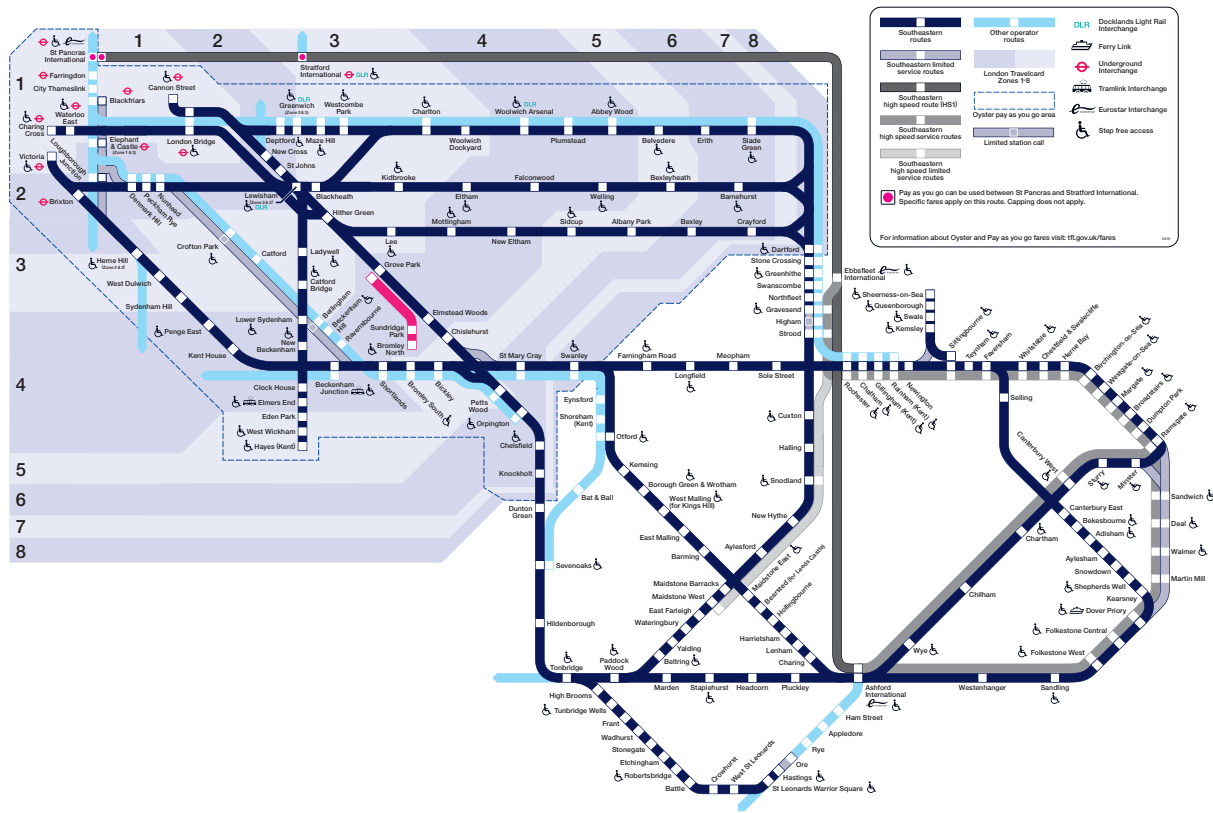 1
2
3
4
5
6
7
8
St Pancras
International
Farringdon
City Thameslink
Waterloo
East
Charing
Cross
Victoria
Brixton
Loughborough
Junction
Cannon Street
Blackfriars
Elephant
& Castle
(Zone 1 & 2)
London Bridge
Stratford
International
DLR
DLR
Greenwich
(Zone 2 & 3)
Westcombe
Park
Charlton
DLR
Woolwich Arsenal
Abbey Wood
Deptford
Maze Hill
New Cross
St Johns
Woolwich
Dockyard
Plumstead
Belvedere
Erith
Slade
Green
Kidbrooke
Falconwood
Bexleyheath
Lewisham
(Zone 2 & 3)
DLR
Blackheath
Eltham
Welling
Barnehurst
Hither Green
Mottingham
Sidcup
Albany Park
Bexley
Crayford
Lee
New Eltham
Denmark Hill
Peckham Rye
Nunhead
Crofton Park
Catford
Ladywell
Catford
Bridge
Grove Park
Herne Hill
(Zone 2 & 3)
West Dulwich
Sydenham Hill
Penge East
Kent House
Lower Sydenham
New
Beckenham
Bellingham
Beckenham
Hill
Ravensbourne
Sundridge
Park
Bromley
North
Elmstead Woods
Chislehurst
Clock House
Elmers End
Eden Park
West Wickham
Hayes (Kent)
Beckenham
Junction
Shortlands
Bromley South
Bickley
Petts
Wood
Orpington
Chelsfield
Knockholt
Dunton
Green
Sevenoaks
Hildenborough
Tonbridge
St Mary Cray
Swanley
Farningham Road
Longfield
Meopham
Sole Street
Eynsford
Shoreham
(Kent)
Otford
Bat & Ball
Kemsing
Borough Green & Wrotham
West Malling
(for Kings Hill)
East Malling
Barming
Maidstone East
Bearsted (for Leeds Castle)
Hollingbourne
Harrietsham
Lenham
Charing
Dartford
Stone Crossing
Greenhithe
Swanscombe
Northfleet
Gravesend
Higham
Strood
Ebbsfleet
International
Cuxton
Halling
Snodland
New Hythe
Aylesford
Maidstone Barracks
Maidstone West
East Farleigh
Wateringbury
Yalding
Beltring
Paddock
Wood
Marden
Staplehurst
Headcorn
Pluckley
Ashford
International
High Brooms
Tunbridge Wells
Frant
Wadhurst
Stonegate
Etchingham
Robertsbridge
Battle
Crowhurst
West St Leonards
St Leonards Warrior Square
Hastings
Ore
Rye
Appledore
Ham Street
Sheerness-on-Sea
Queenborough
Swale
Kemsley
Rochester
Chatham
Gillingham (Kent)
Rainham (Kent)
Newington
Sittingbourne
Teynham
Faversham
Whitstable
Chestfield & Swalecliffe
Herne Bay
Birchington-on-Sea
Westgate-on-Sea
Margate
Broadstairs
Dumpton Park
Ramsgate
Selling
Canterbury West
Sturry
Minster
Canterbury East
Bekesbourne
Adisham
Aylesham
Snowdown
Shepherds Well
Kearsney
Dover Priory
Folkestone Central
Folkestone West
Sandwich
Deal
Walmer
Martin Mill
Chartham
Chilham
Wye
Westenhanger
Sandling
Southeastern
routes
Southeastern limited
service routes
Southeastern
high speed route (HS1)
Southeastern
high speed service routes
Southeastern
high speed limited
service routes
Other operator
routes
London Travelcard
Zones 1-8
Oyster pay as you go area
Limited station call
DLR
Docklands Light Rail
Interchange
Ferry Link
Underground
Interchange
Tramlink Interchange
Eurostar Interchange
Step free access
Pay as you go can be used between St Pancras and Stratford International.
Specific fares apply on this route. Capping does not apply.
For information about Oyster and Pay as you go fares visit: tfl.gov.uk/fares